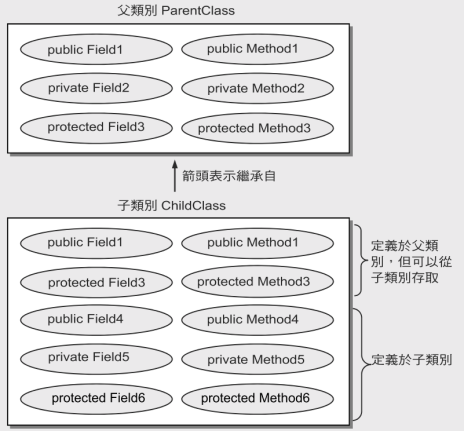 父類別 ParentClass
public Field1 public Method1
private Field2 private Method2
protected Field3 protected Method3
箭頭表示繼承自
子類別 ChildClass
public Field1 public Method1
protected Field3 protected Method3
定義於父類
別，但可以從
子類別存取
public Field4 public Method4
private Field5 private Method5
protected Field6 protected Method6
定義於子類別